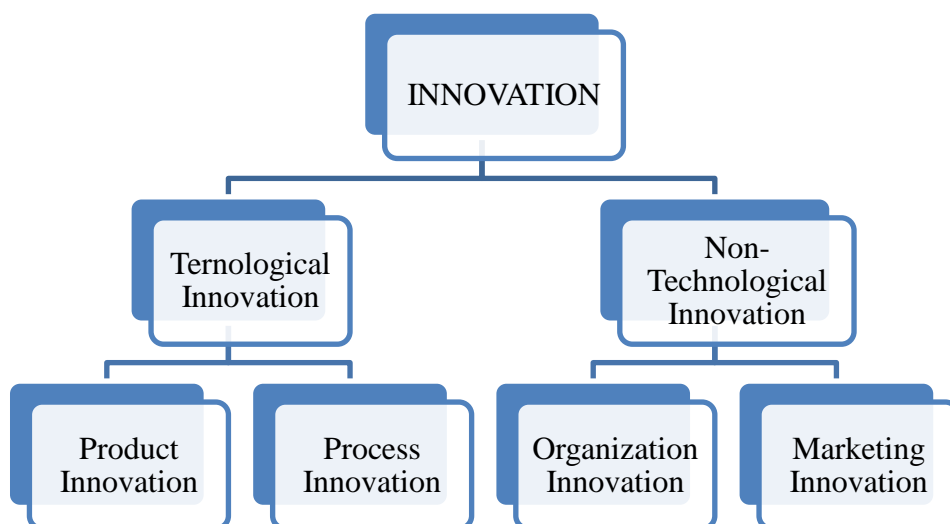 INNOVATION
Ternological
Innovation
Non-
Technological
Innovation
Product
Innovation
Process
Innovation
Organization
Innovation
Marketing
Innovation